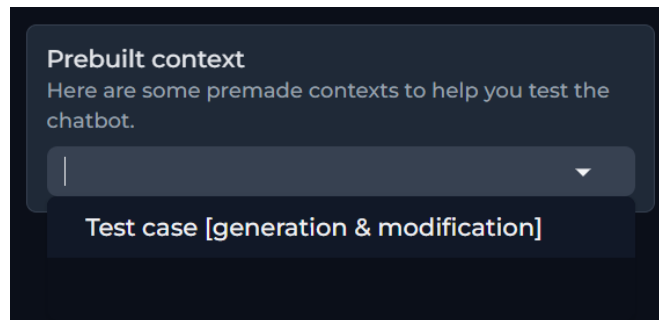 Prebuilt context
Here are some premade contexts to help you test the
chatbot.
Test case [generation & modification]